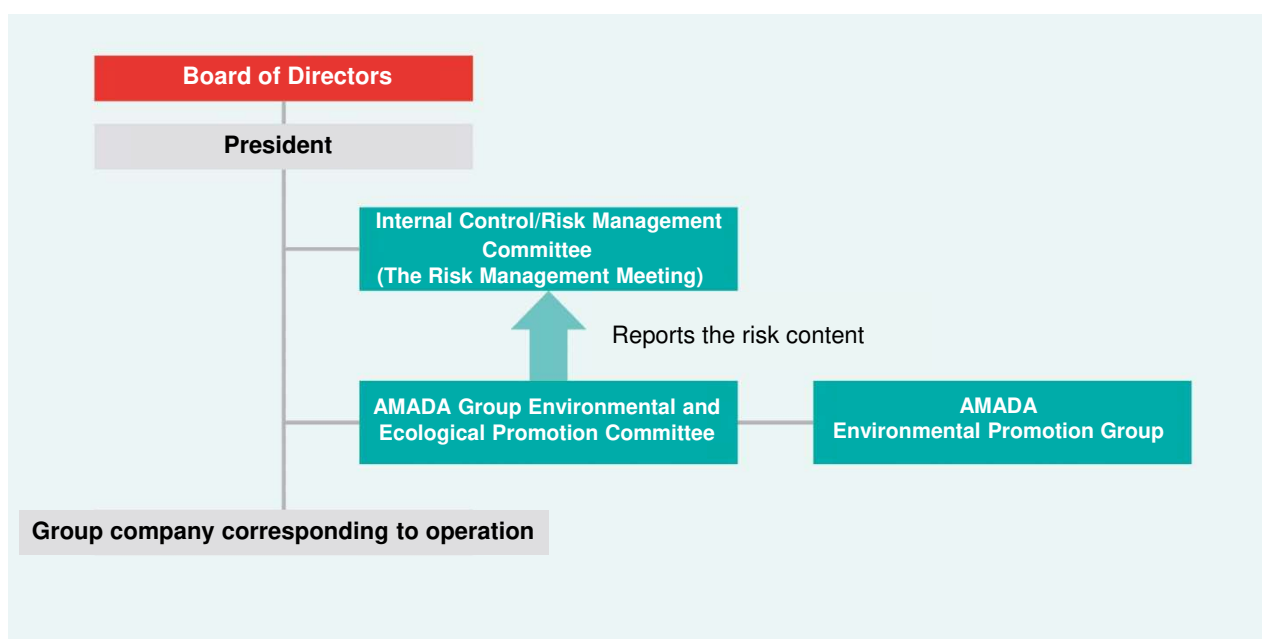 Board of Directors
President
Internal Control/Risk Management
Committee
(The Risk Management Meeting)
Reports the risk content
AMADA Group Environmental and
Ecological Promotion Committee
AMADA
Environmental Promotion Group
Group company corresponding to operation